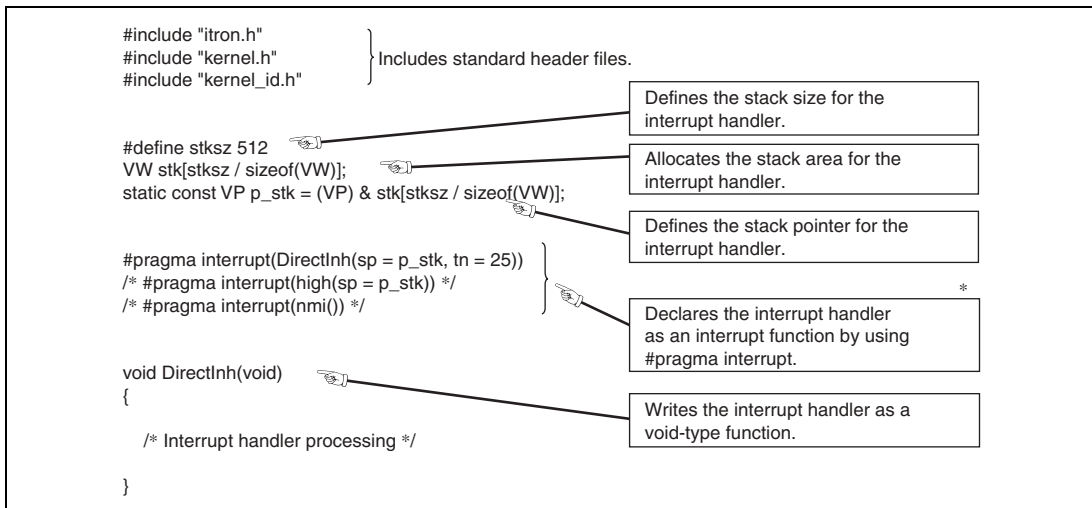 #include "itron.h"
#include "kernel.h"
#include "kernel_id.h"
Includes standard header files.
Defines the stack size for the
interrupt handler.
#define stksz 512
VW stk[stksz / sizeof(VW)];
static const VP p_stk = (VP) & stk[stksz / sizeof(VW)];
Allocates the stack area for the
interrupt handler.
Defines the stack pointer for the
interrupt handler.
#pragma interrupt(DirectInh(sp = p_stk, tn = 25))
/* #pragma interrupt(high(sp = p_stk)) */
/* #pragma interrupt(nmi()) */
*
Declares the interrupt handler
as an interrupt function by using
#pragma interrupt.
void DirectInh(void)
{
Writes the interrupt handler as a
void-type function.
/* Interrupt handler processing */
}